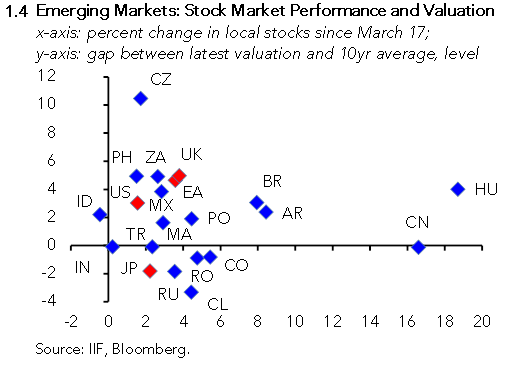 1.4 Emerging Markets: Stock Market Performance and Valuation
x-axis: percent change in local stocks since March 17;
y-axis: gap between latest valuation and 10yr average, level
12
CZ
10
8
6
PH ZA UK
4
US EA BR HU
ID MX AR
2
PO CN
TR MA
0
IN JP RO CO
-2
RU CL
-4
-2 0 2 4 6 8 10 12 14 16 18 20
Source: IIF, Bloomberg.